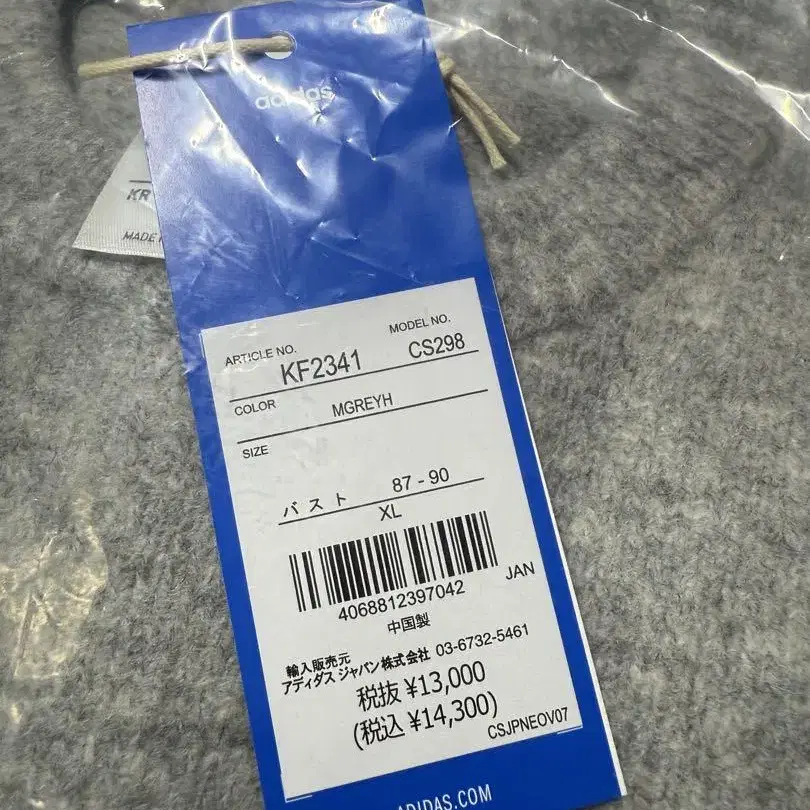 adidas
KR
MADE
ARTICLE NO. MODEL NO.
KF2341 CS298
COLOR MGREYH
SIZE
バスト 87 - 90
XL
4068812397042 JAN
中国製
輸入販売元
アディダス ジャパン株式会社 03-6732-5461
税抜 ¥13,000
(税込 ¥14,300)
CSJPNEOV07
ADIDAS.COM